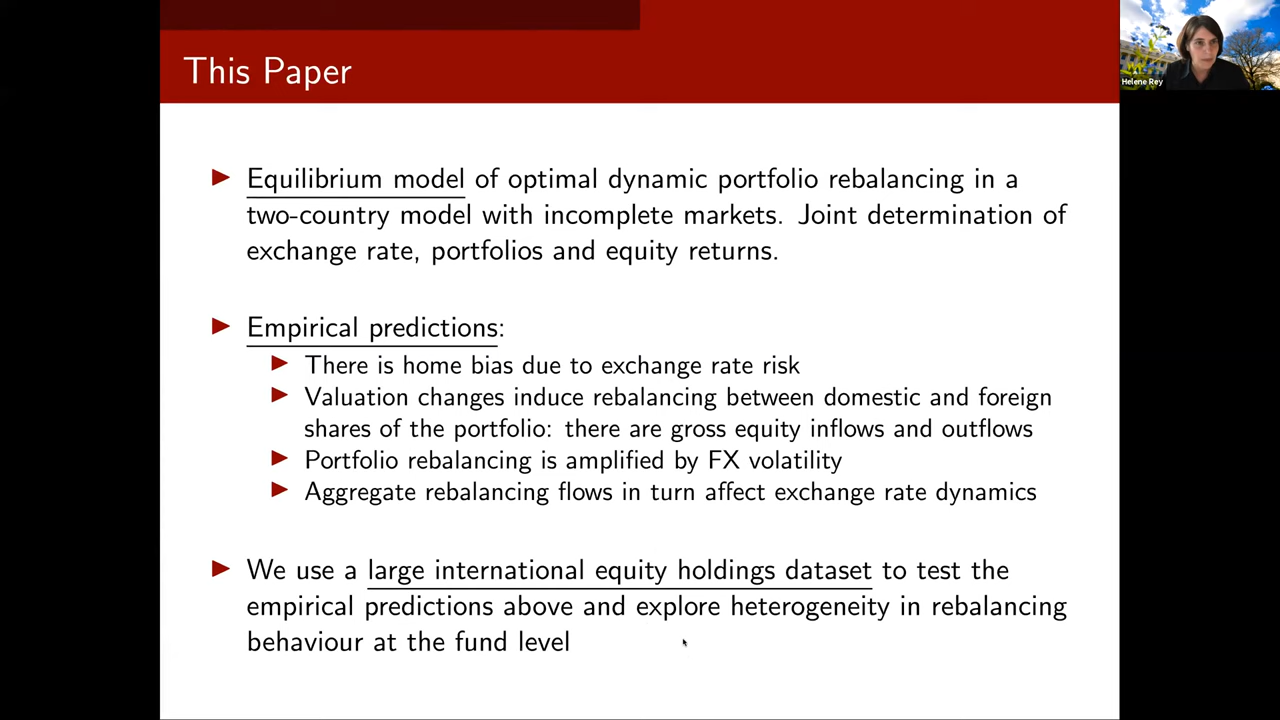 This Paper
Helene Rey
Equilibrium model of optimal dynamic portfolio rebalancing in a
two-country model with incomplete markets. Joint determination of
exchange rate, portfolios and equity returns.
Empirical predictions:
There is home bias due to exchange rate risk
Valuation changes induce rebalancing between domestic and foreign
shares of the portfolio: there are gross equity inflows and outflows
Portfolio rebalancing is amplified by FX volatility
Aggregate rebalancing flows in turn affect exchange rate dynamics
We use a large international equity holdings dataset to test the
empirical predictions above and explore heterogeneity in rebalancing
behaviour at the fund level